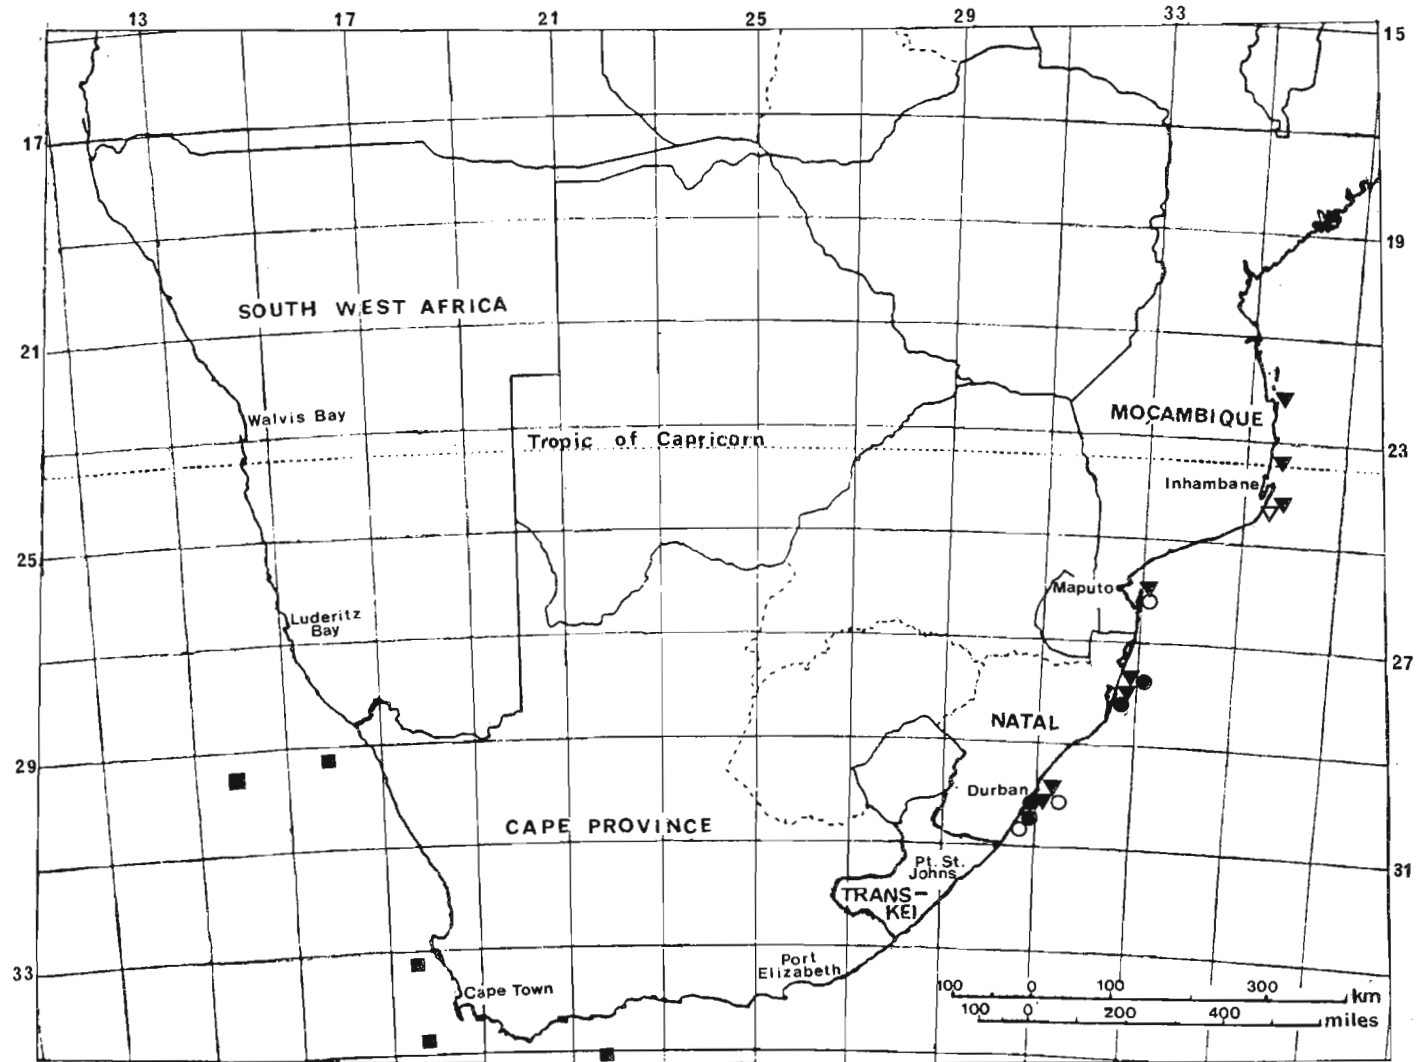 13 17 21 25 29 33
15
17
19
SOUTH WEST AFRICA
21
Walvis Bay
MOÇAMBIQUE
Tropic of Capricorn
23
Inhambane
25
Maputo
Luderitz
Bay
27
NATAL
29
Durban
CAPE PROVINCE
Pt. St.
Johns
31
TRANS-
KEI
33
Port
Elizabeth
Cape Town
100 0 100 300 km
100 0 200 400 miles